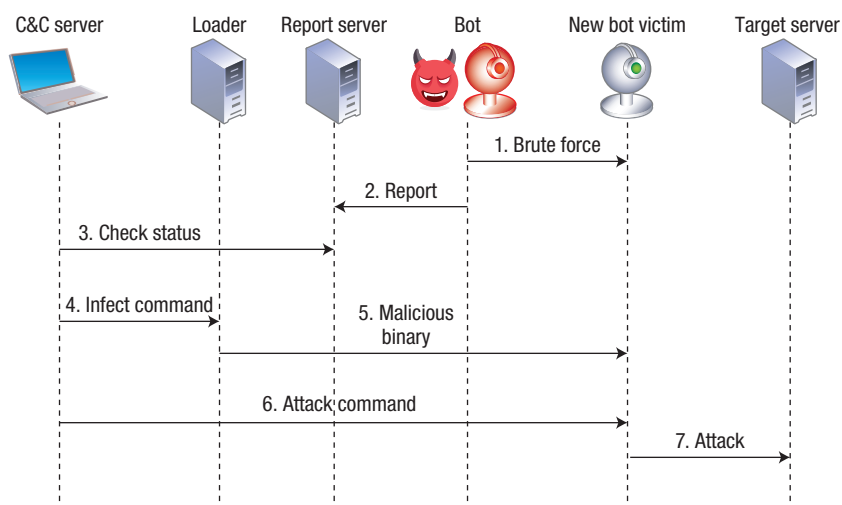 C&C server
Loader
Report server
Bot
New bot victim
Target server
1. Brute force
2. Report
3. Check status
4. Infect command
5. Malicious
binary
6. Attack command
7. Attack